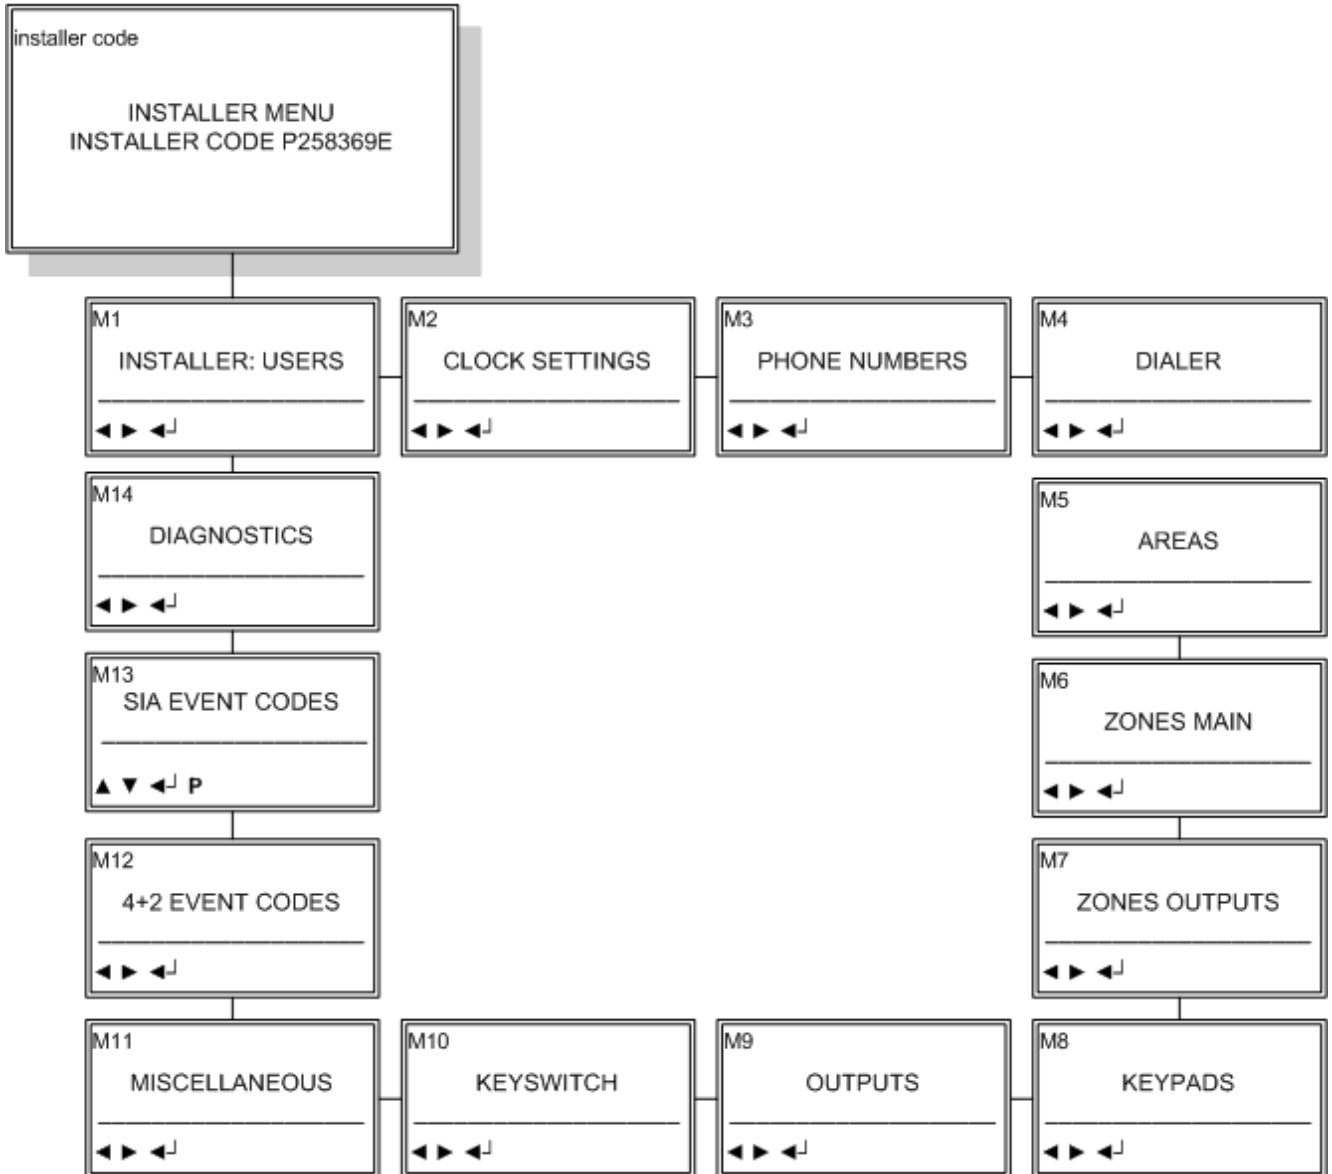 installer code
INSTALLER MENU
INSTALLER CODE P258369E
M1
INSTALLER: USERS
◄ ► ◄┘
M2
CLOCK SETTINGS
◄ ► ◄┘
M3
PHONE NUMBERS
◄ ► ◄┘
M4
DIALER
◄ ► ◄┘
M14
DIAGNOSTICS
◄ ► ◄┘
M5
AREAS
◄ ► ◄┘
M13
SIA EVENT CODES
▲ ▼ ◄┘ P
M6
ZONES MAIN
◄ ► ◄┘
M12
4+2 EVENT CODES
◄ ► ◄┘
M7
ZONES OUTPUTS
◄ ► ◄┘
M11
MISCELLANEOUS
◄ ► ◄┘
M10
KEYSWITCH
◄ ► ◄┘
M9
OUTPUTS
◄ ► ◄┘
M8
KEYPADS
◄ ► ◄┘